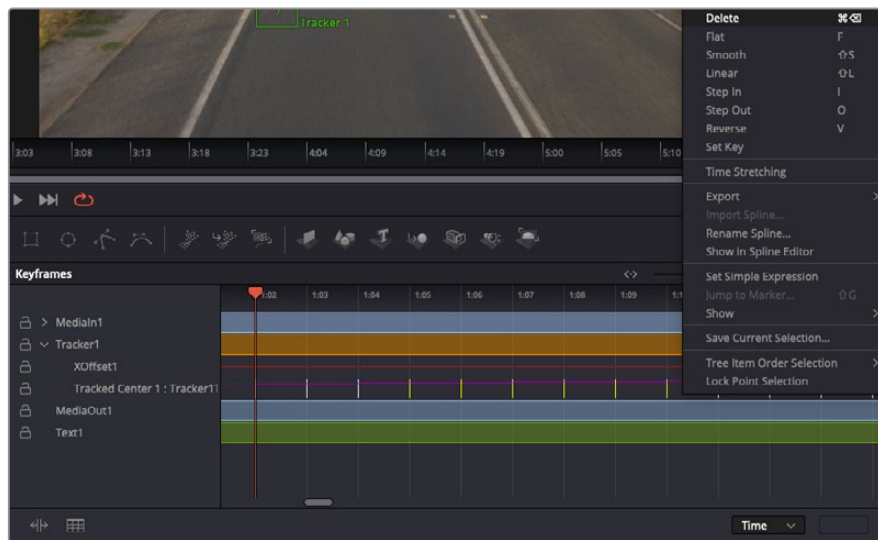 Tracker 1
Delete ⌘⌫
Flat F
Smooth ⇧S
Linear ⇧L
Step In I
Step Out O
Reverse V
Set Key
Time Stretching
Export
Import Spline...
Rename Spline...
Show in Spline Editor
Set Simple Expression
Jump to Marker... ⇧G
Show
Save Current Selection...
Tree Item Order Selection
Lock Point Selection
3:03 3:08 3:13 3:18 3:23 4:04 4:09 4:14 4:19 5:00 5:05 5:10
T
Keyframes
1:02 1:03 1:04 1:05 1:06 1:07 1:08 1:09
MediaIn1
Tracker1
XOffset1
Tracked Center 1 : Tracker1
MediaOut1
Text1
Time